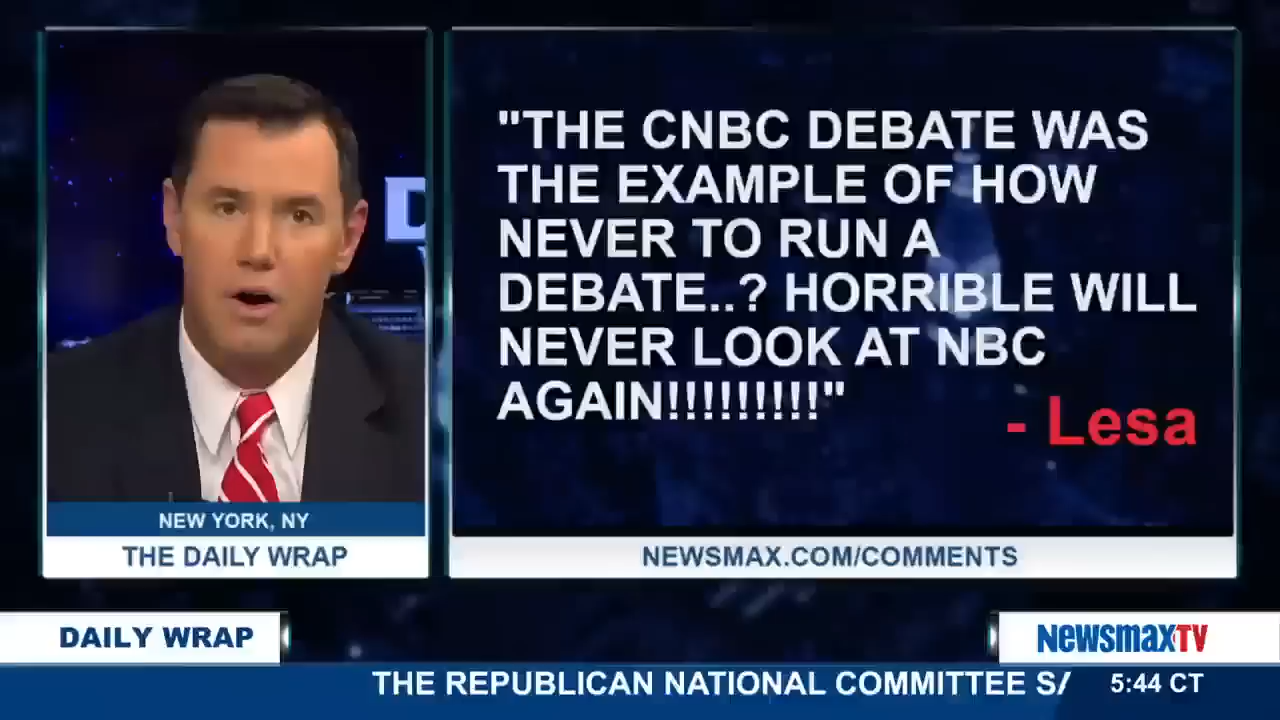 "THE CNBC DEBATE WAS
THE EXAMPLE OF HOW
NEVER TO RUN A
DEBATE..? HORRIBLE WILL
NEVER LOOK AT NBC
AGAIN!!!!!!!!!!"
- Lesa
D
NEW YORK, NY
THE DAILY WRAP
NEWSMAX.COM/COMMENTS
DAILY WRAP
NEWSMAXTV
THE REPUBLICAN NATIONAL COMMITTEE
5:44 CT